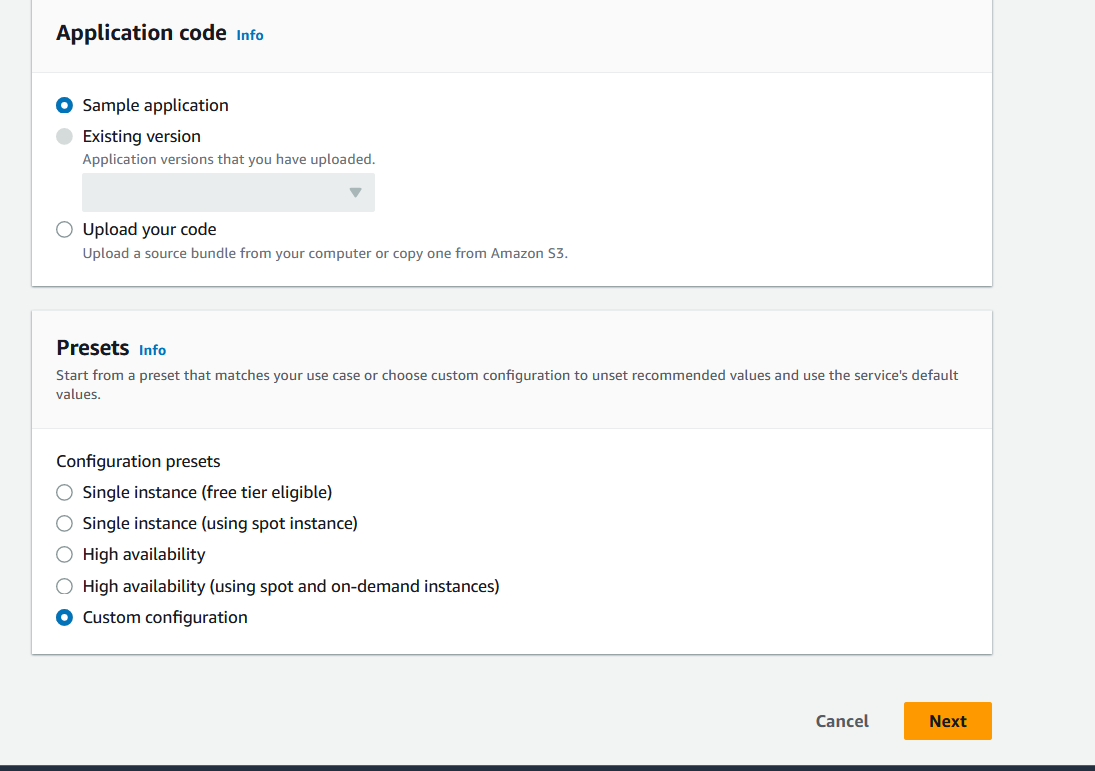 Application code Info
Sample application
Existing version
Application versions that you have uploaded.
Upload your code
Upload a source bundle from your computer or copy one from Amazon S3.
Presets Info
Start from a preset that matches your use case or choose custom configuration to unset recommended values and use the service's default
values.
Configuration presets
Single instance (free tier eligible)
Single instance (using spot instance)
High availability
High availability (using spot and on-demand instances)
Custom configuration
Cancel Next